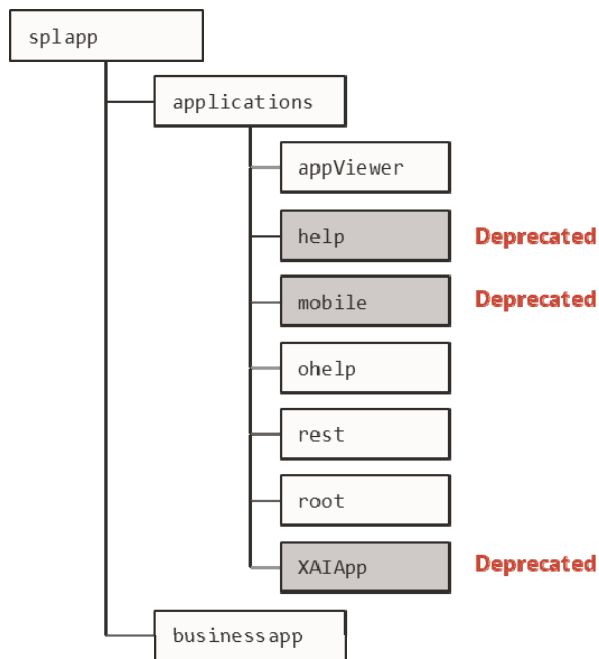 splapp
applications
appViewer
help Deprecated
mobile Deprecated
ohelp
rest
root
XAIApp Deprecated
businessapp